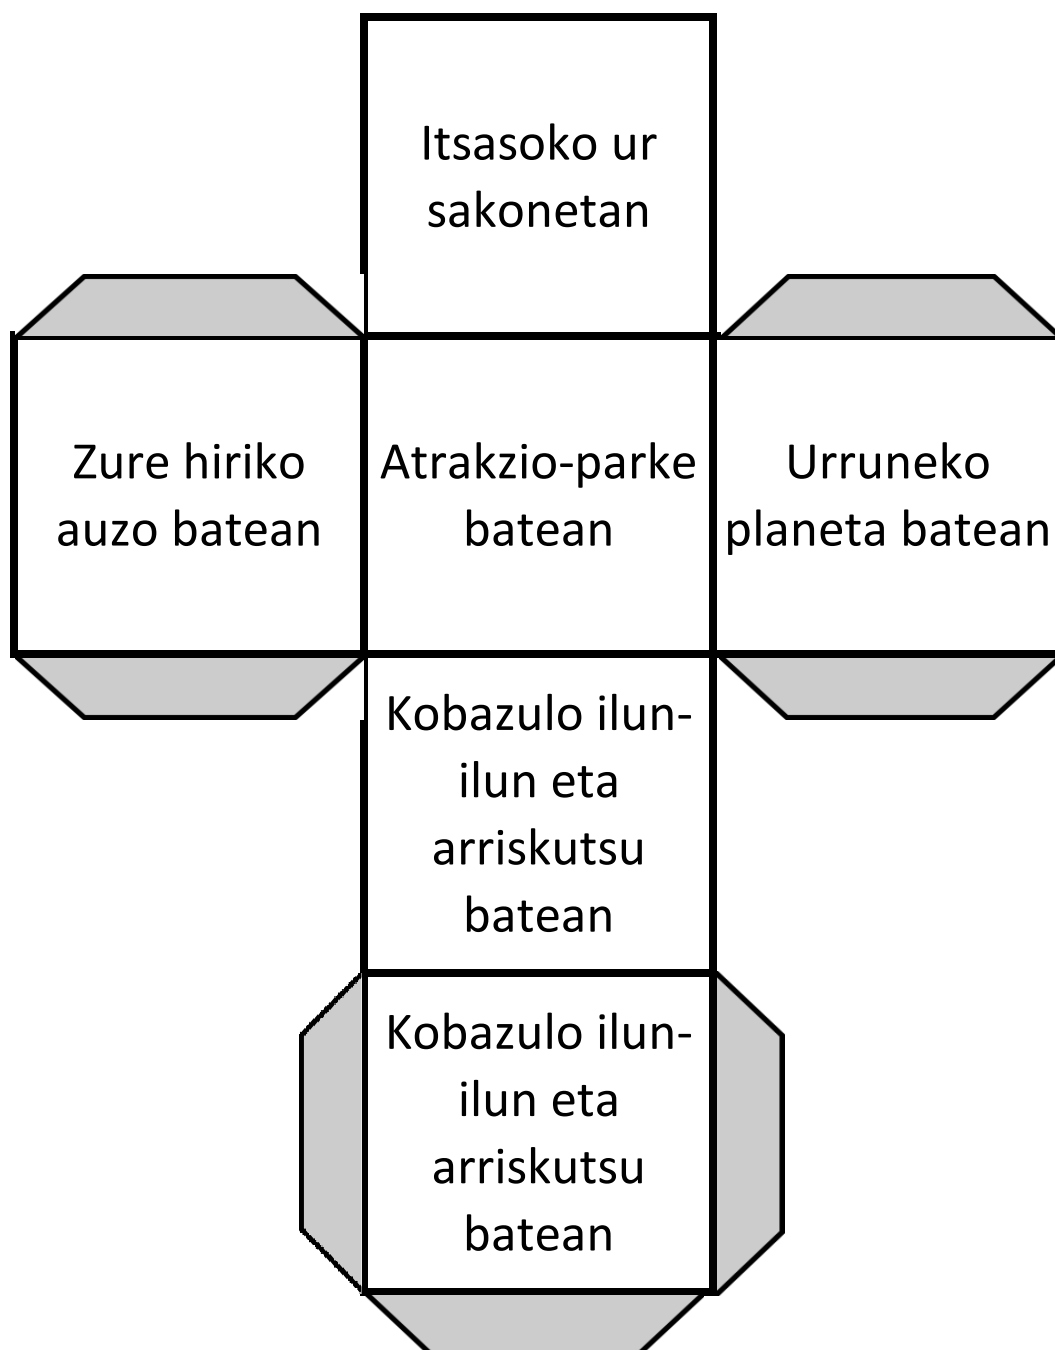 Itsasoko ur
sakonetan
Zure hiriko
auzo batean
Atrakzio-parke
batean
Urruneko
planeta batean
Kobazulo ilun-
ilun eta
arriskutsu
batean
Kobazulo ilun-
ilun eta
arriskutsu
batean